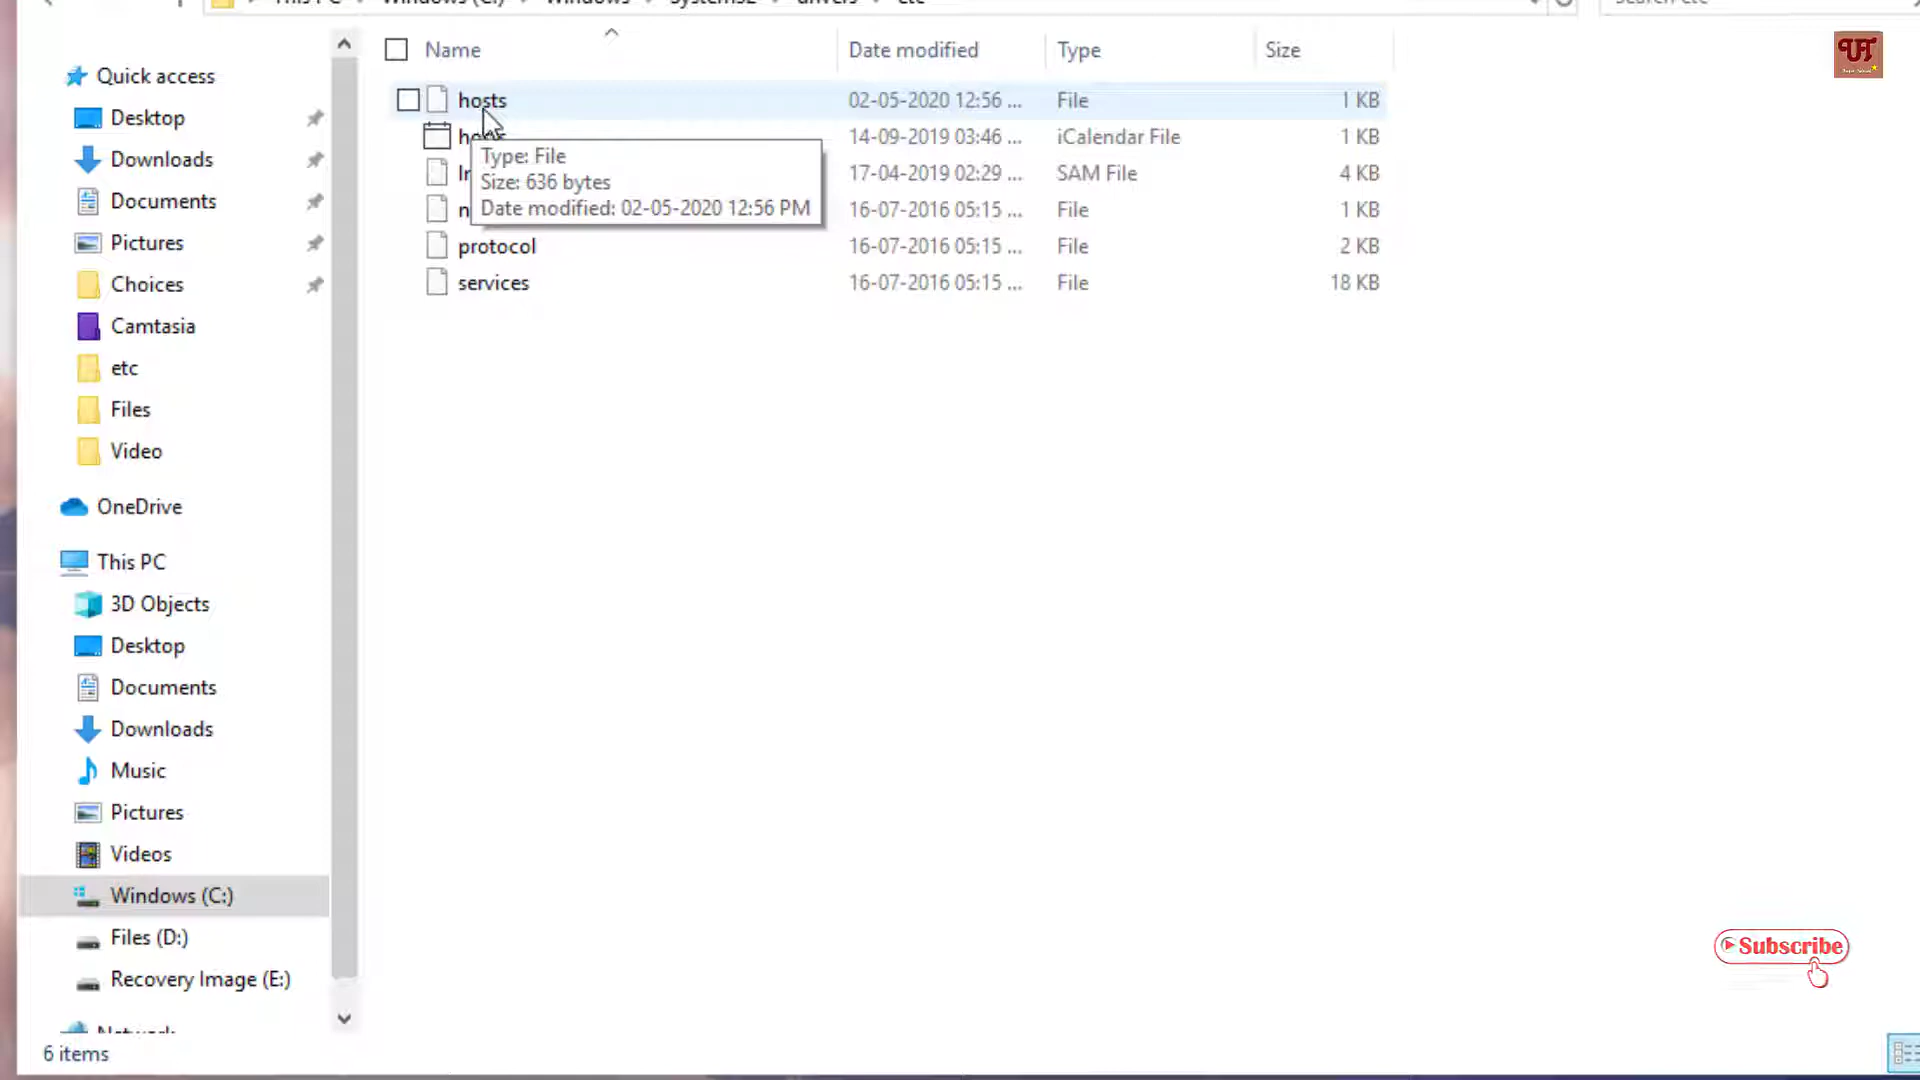 Name
Date modified
Type
Size
Quick access
Desktop
Downloads
Documents
Pictures
Choices
Camtasia
etc
Files
Video
OneDrive
This PC
3D Objects
Desktop
Documents
Downloads
Music
Pictures
Videos
Windows (C:)
Files (D:)
Recovery Image (E:)
Network
6 items
hosts 02-05-2020 12:56 ... File 1 KB
14-09-2019 03:46 ... iCalendar File 1 KB
17-04-2019 02:29 ... SAM File 4 KB
16-07-2016 05:15 ... File 1 KB
protocol 16-07-2016 05:15 ... File 2 KB
services 16-07-2016 05:15 ... File 18 KB
Type: File
Size: 636 bytes
Date modified: 02-05-2020 12:56 PM
UT
Subscribe